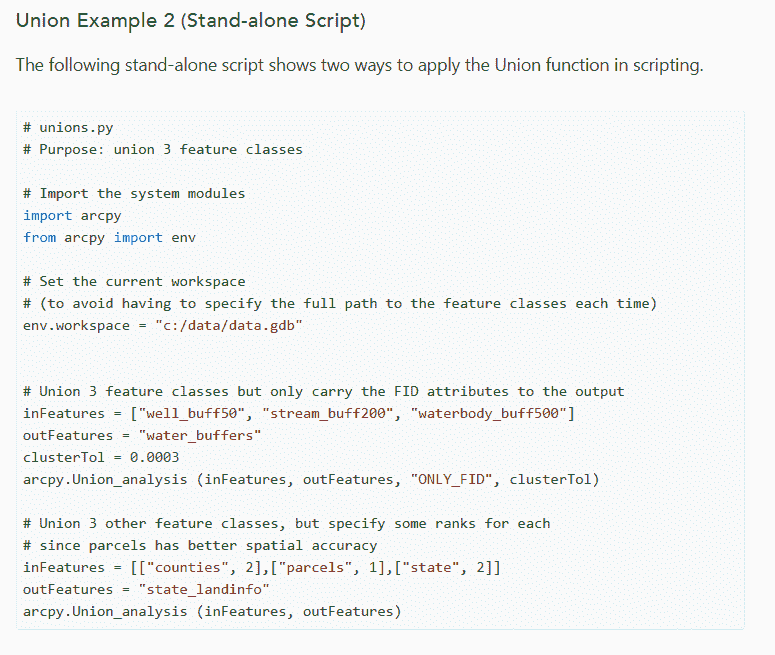 Union Example 2 (Stand-alone Script)
The following stand-alone script shows two ways to apply the Union function in scripting.
# unions.py
# Purpose: union 3 feature classes
# Import the system modules
import arcpy
from arcpy import env
# Set the current workspace
# (to avoid having to specify the full path to the feature classes each time)
env.workspace = "c:/data/data.gdb"
# Union 3 feature classes but only carry the FID attributes to the output
inFeatures = ["well_buff50", "stream_buff200", "waterbody_buff500"]
outFeatures = "water_buffers"
clusterTol = 0.0003
arcpy.Union_analysis (inFeatures, outFeatures, "ONLY_FID", clusterTol)
# Union 3 other feature classes, but specify some ranks for each
# since parcels has better spatial accuracy
inFeatures = [["counties", 2],["parcels", 1],["state", 2]]
outFeatures = "state_landinfo"
arcpy.Union_analysis (inFeatures, outFeatures)